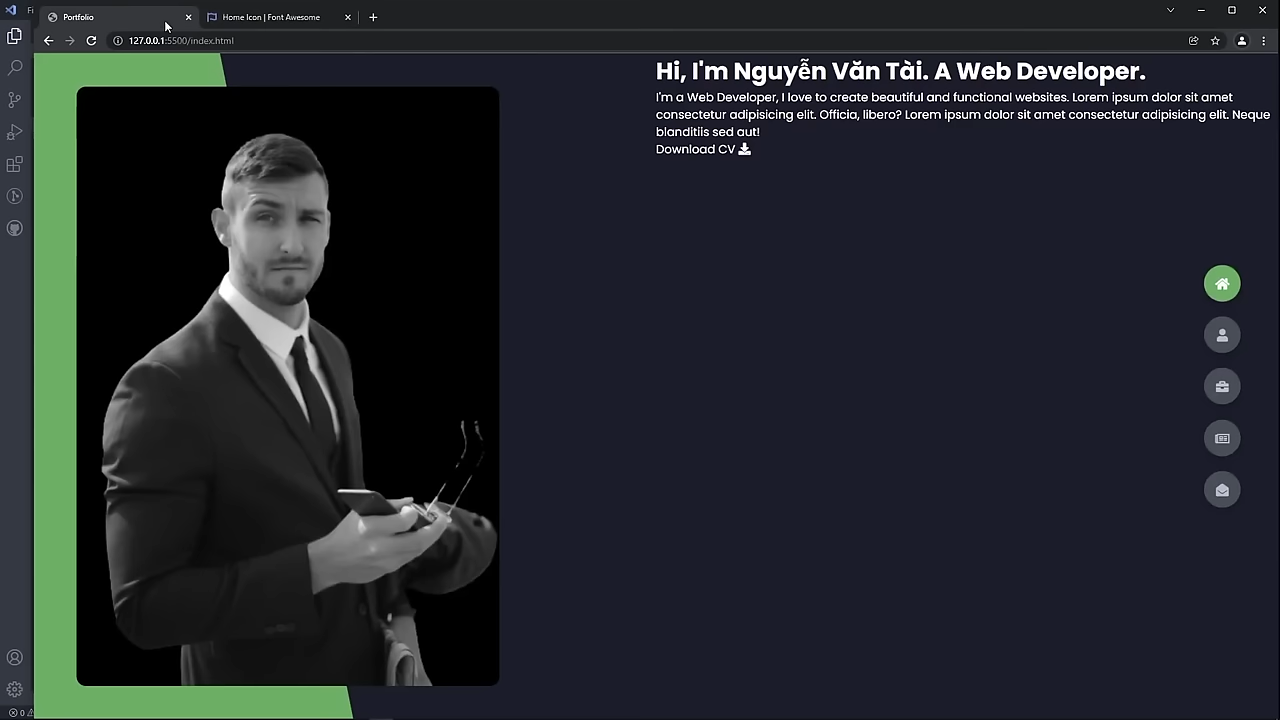 Fi
Portfolio
Home Icon | Font Awesome
127.0.0.1:5500/index.html
Hi, I'm Nguyễn Văn Tài. A Web Developer.
I'm a Web Developer, I love to create beautiful and functional websites. Lorem ipsum dolor sit amet
consectetur adipisicing elit. Officia, libero? Lorem ipsum dolor sit amet consectetur adipisicing elit. Neque
blanditiis sed aut!
Download CV
0